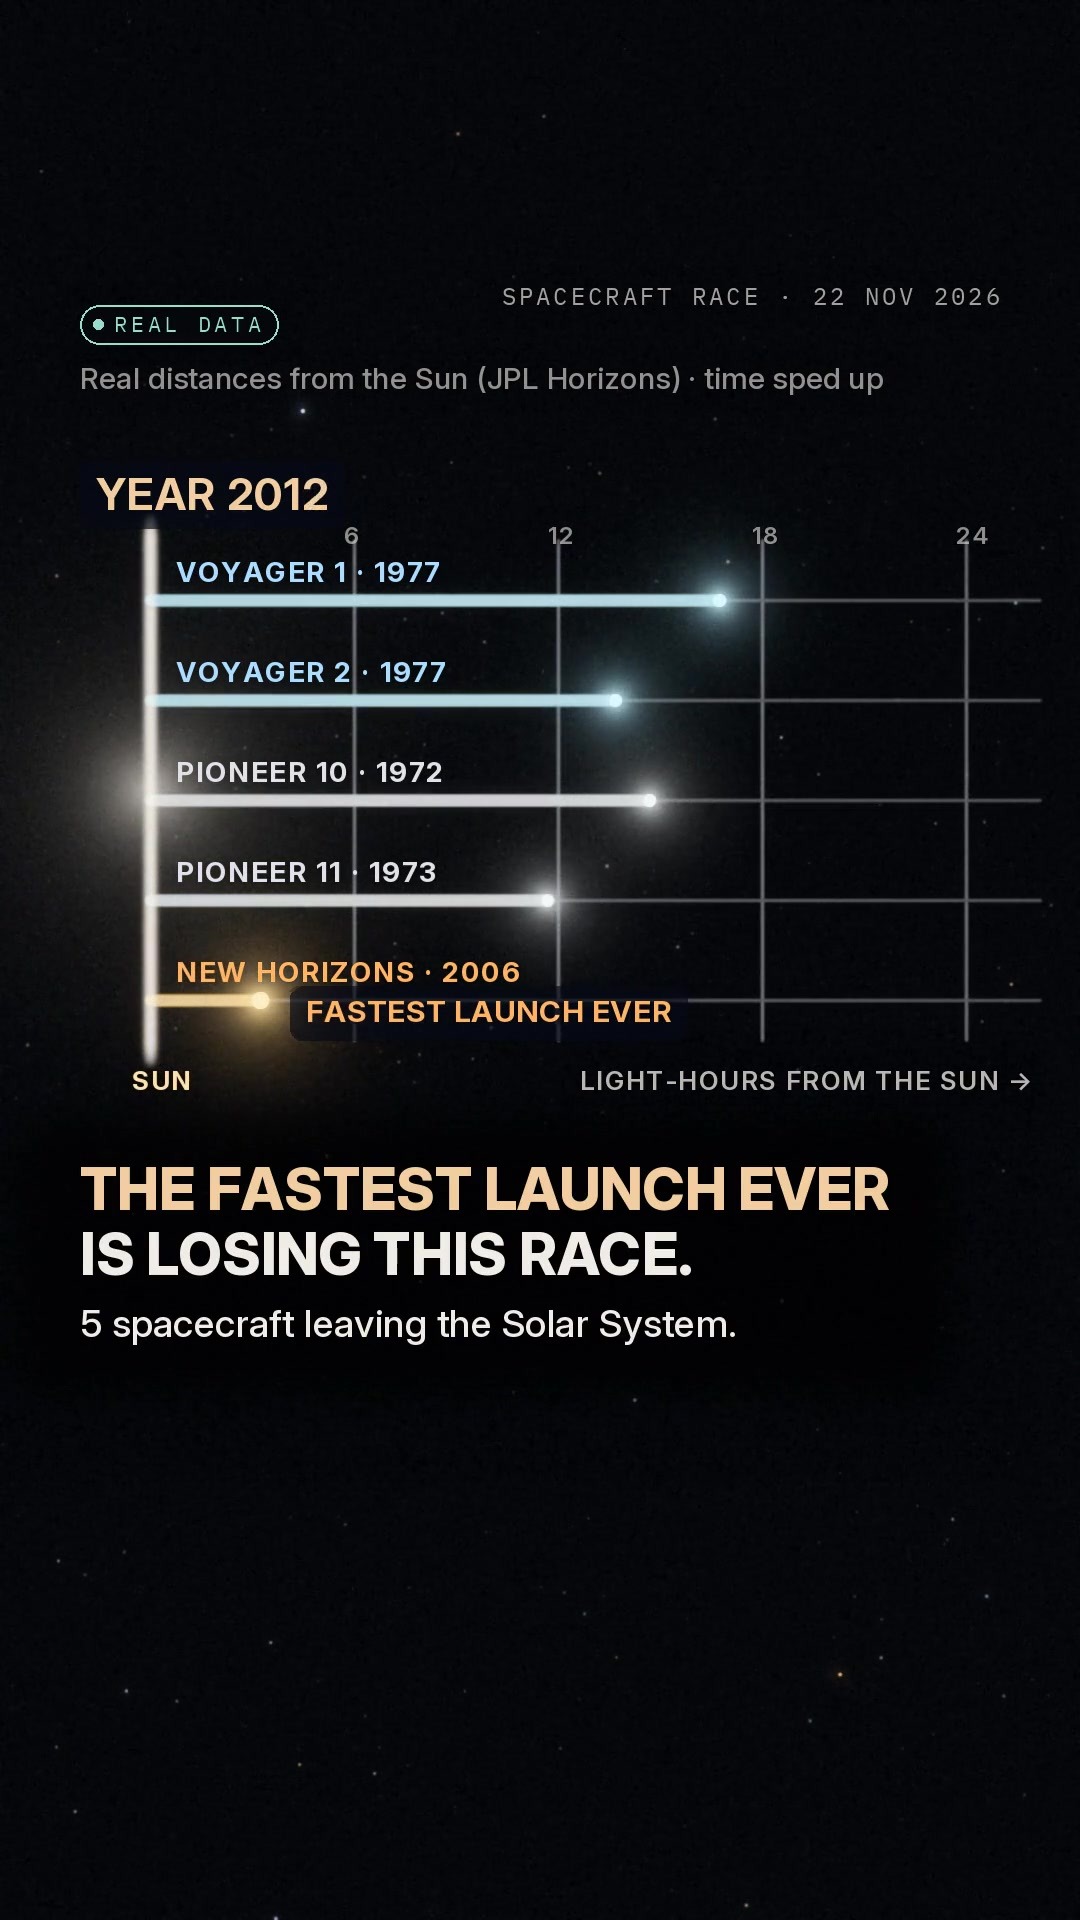 SPACECRAFT RACE · 22 NOV 2026
REAL DATA
Real distances from the Sun (JPL Horizons) · time sped up
YEAR 2012
6 12 18 24
VOYAGER 1 · 1977
VOYAGER 2 · 1977
PIONEER 10 · 1972
PIONEER 11 · 1973
NEW HORIZONS · 2006
FASTEST LAUNCH EVER
SUN
LIGHT-HOURS FROM THE SUN →
THE FASTEST LAUNCH EVER
IS LOSING THIS RACE.
5 spacecraft leaving the Solar System.